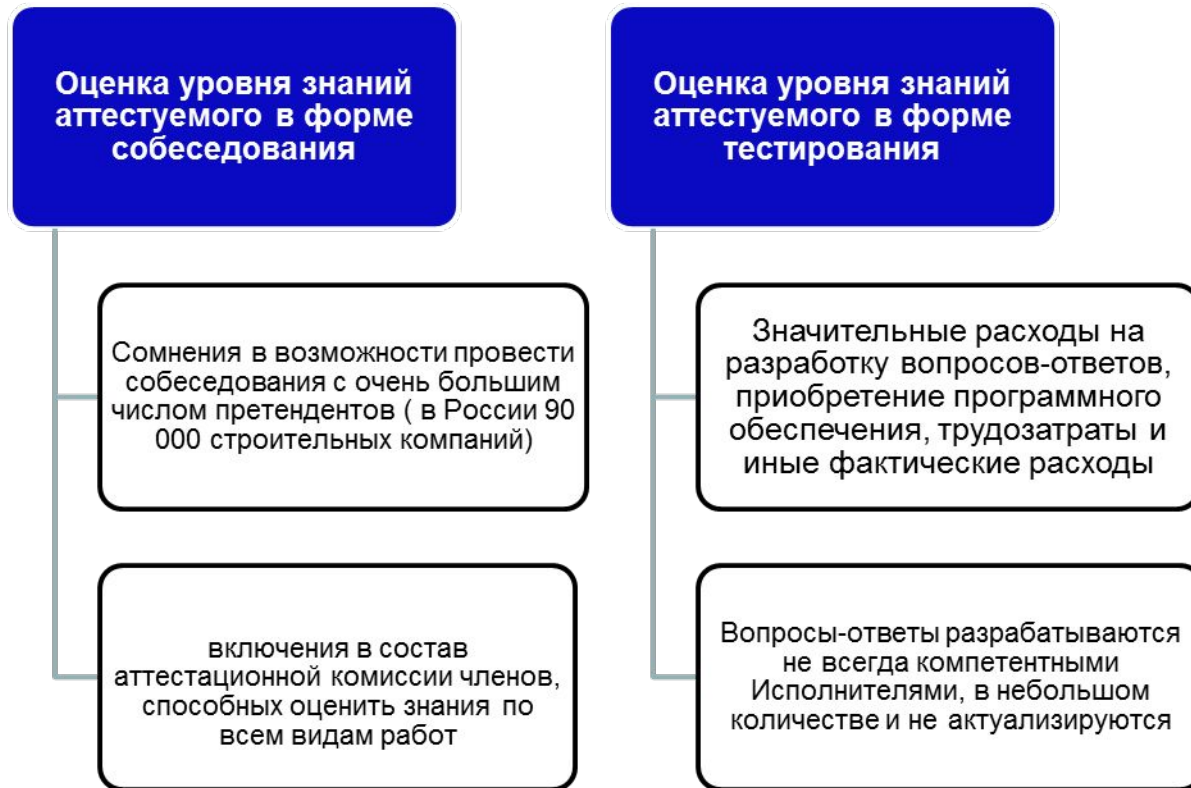 Оценка уровня знаний
аттестуемого в форме
собеседования
Сомнения в возможности провести
собеседования с очень большим
числом претендентов ( в России 90
000 строительных компаний)
включения в состав
аттестационной комиссии членов,
способных оценить знания по
всем видам работ
Оценка уровня знаний
аттестуемого в форме
тестирования
Значительные расходы на
разработку вопросов-ответов,
приобретение программного
обеспечения, трудозатраты и
иные фактические расходы
Вопросы-ответы разрабатываются
не всегда компетентными
Исполнителями, в небольшом
количестве и не актуализируются